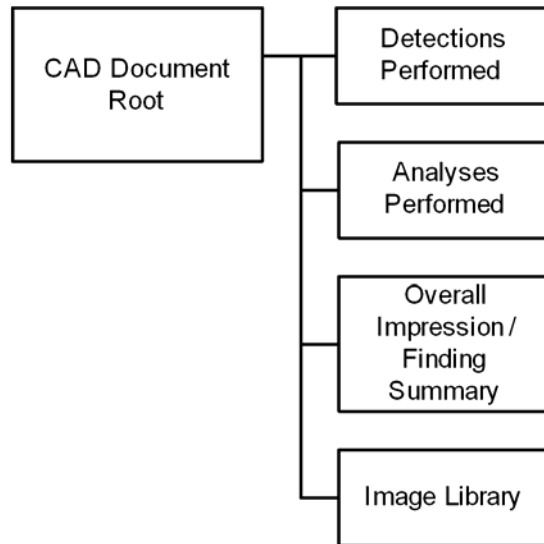 CAD Document
Root
Detections
Performed
Analyses
Performed
Overall
Impression /
Finding
Summary
Image Library